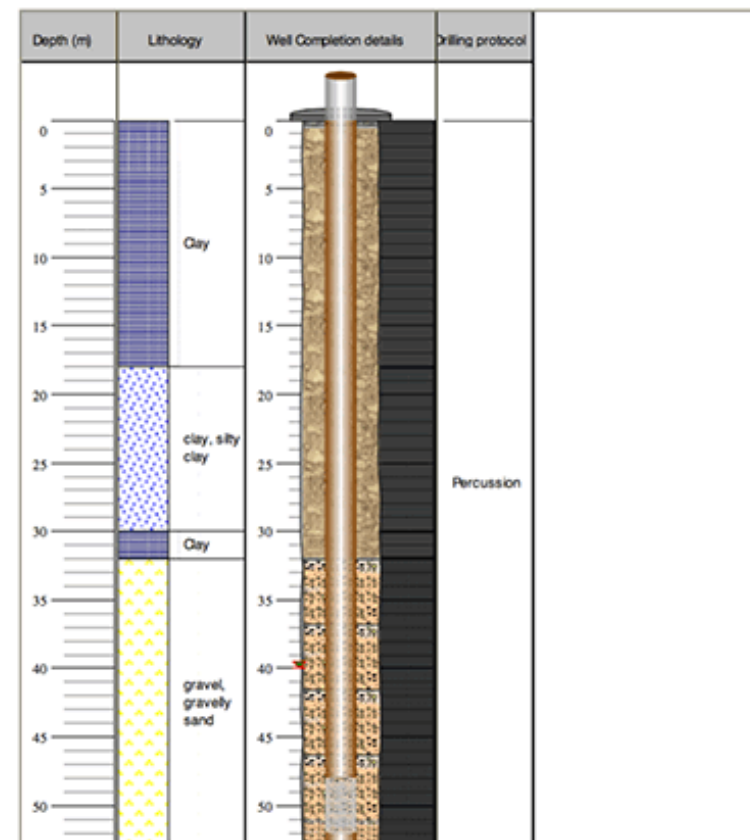 Depth (m) Lithology Well Completion details Drilling protocol
0 0
5 5
Clay
10 10
15 15
20 20
clay, silty
clay
25 25
Percussion
30 30
Clay
35 35
40 40
gravel,
gravelly
sand
45 45
50 50